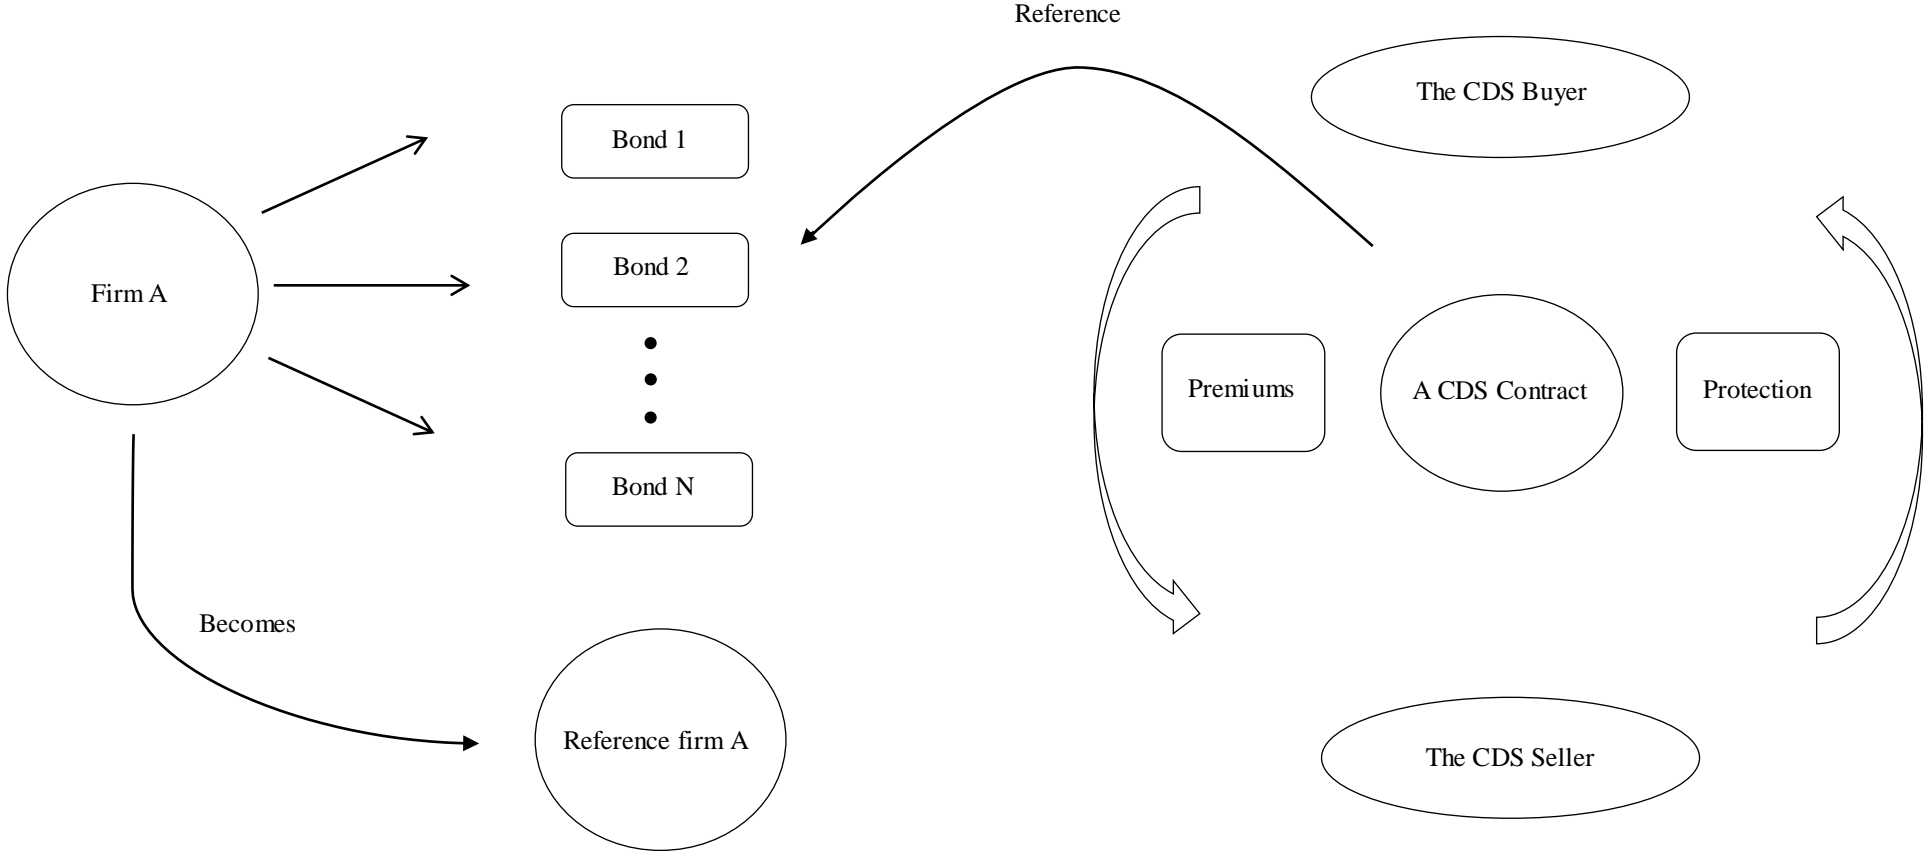 Reference
The CDS Buyer
Bond 1
Bond 2
Firm A
Premiums
A CDS Contract
Protection
Bond N
Becomes
Reference firm A
The CDS Seller